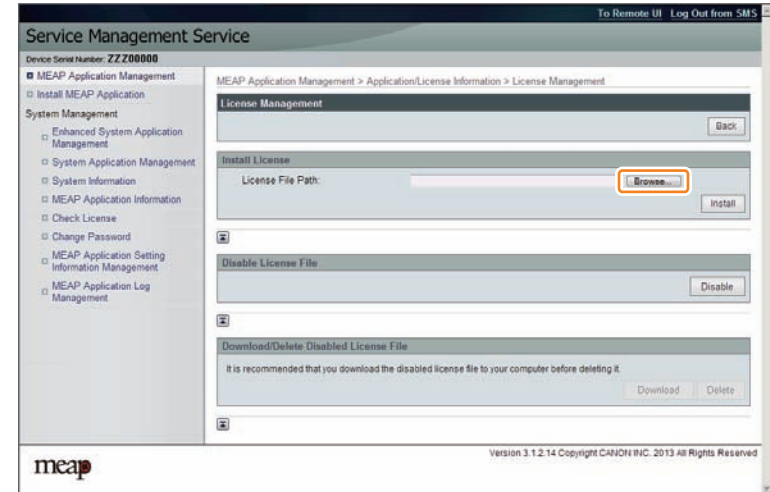 To Remote UI Log Out from SMS
Service Management Service
Device Serial Number: ZZZ00000
MEAP Application Management
Install MEAP Application
System Management
Enhanced System Application
Management
System Application Management
System Information
MEAP Application Information
Check License
Change Password
MEAP Application Setting
Information Management
MEAP Application Log
Management
MEAP Application Management > Application/License Information > License Management
License Management
Back
Install License
License File Path:
Browse...
Install
Disable License File
Disable
Download/Delete Disabled License File
It is recommended that you download the disabled license file to your computer before deleting it.
Download Delete
Version 3.1.2.14 Copyright CANON INC. 2013 All Rights Reserved
meap